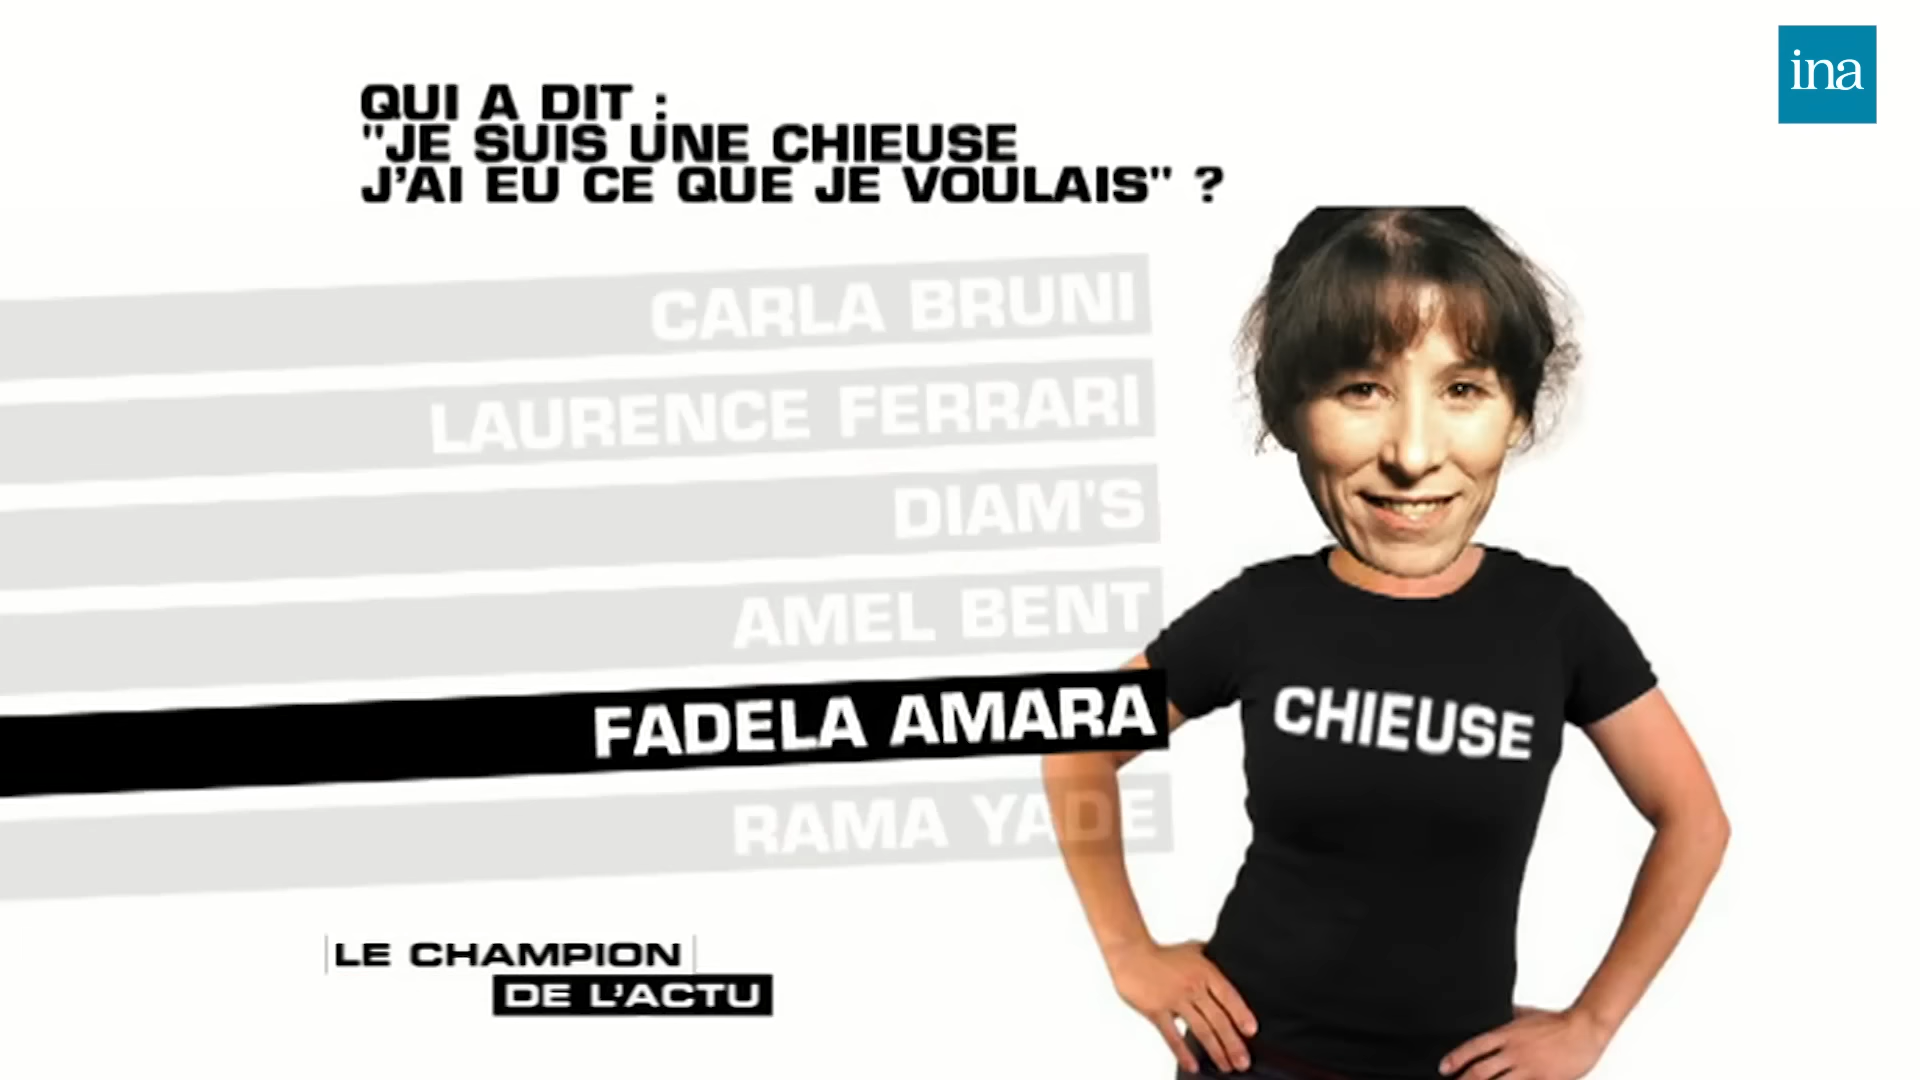 ina
QUI A DIT :
"JE SUIS UNE CHIEUSE
J'AI EU CE QUE JE VOULAIS" ?
CARLA BRUNI
LAURENCE FERRARI
DIAM'S
AMEL BENT
FADELA AMARA
RAMA YADE
CHIEUSE
LE CHAMPION
DE L'ACTU